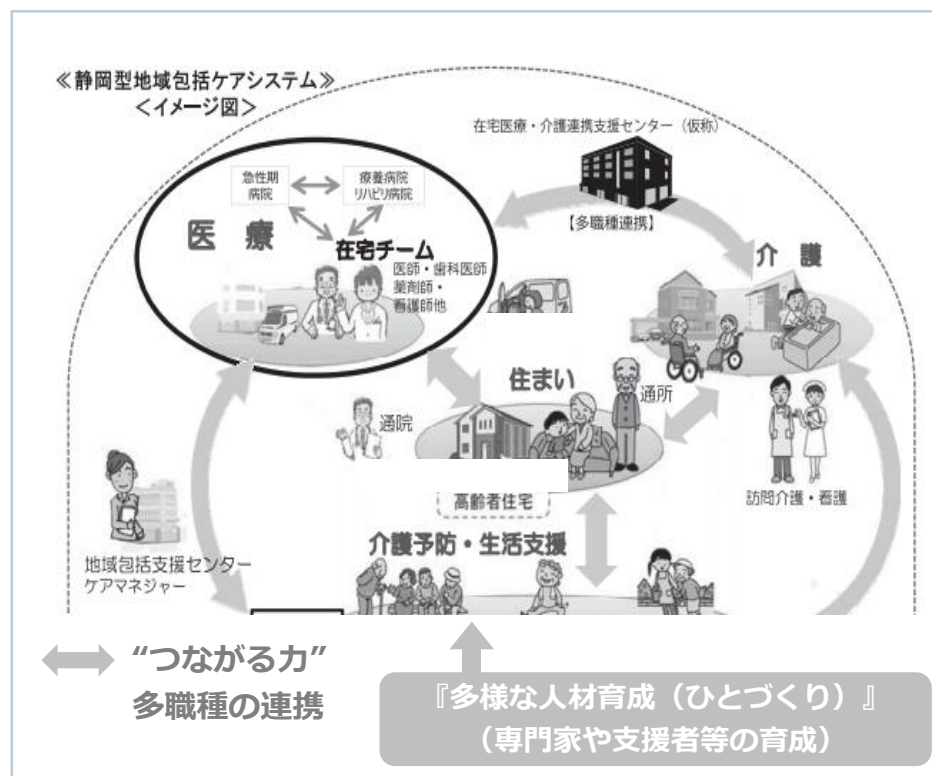 ≪静岡型地域包括ケアシステム≫
＜イメージ図＞
在宅医療・介護連携支援センター（仮称）
急性期
病院
療養病院
リハビリ病院
【多職種連携】
医 療
在宅チーム
医師・歯科医師
薬剤師・
看護師他
介 護
住まい
通所
通院
高齢者住宅
訪問介護・看護
介護予防・生活支援
地域包括支援センター
ケアマネジャー
“つながる力”
多職種の連携
『多様な人材育成（ひとづくり）』
（専門家や支援者等の育成）